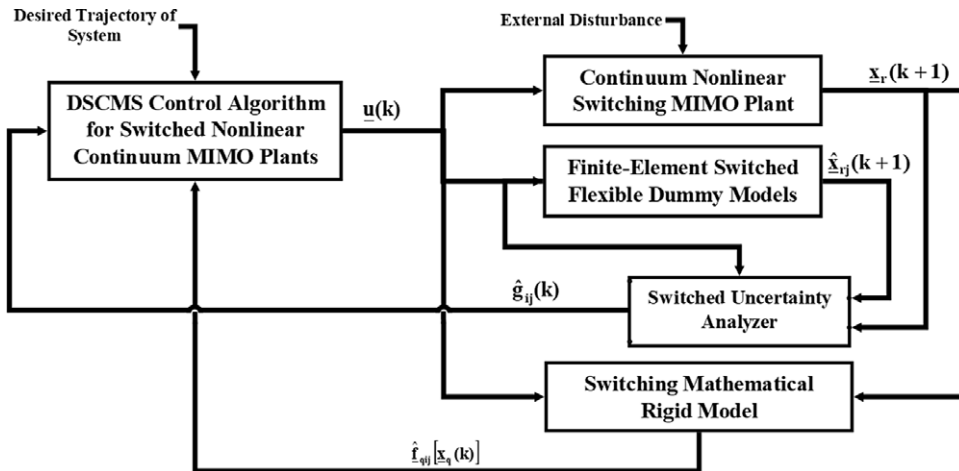 Desired Trajectory of
System
External Disturbance
DSCMS Control Algorithm
for Switched Nonlinear
Continuum MIMO Plants
u(k)
Continuum Nonlinear
Switching MIMO Plant
x_r(k+1)
Finite-Element Switched
Flexible Dummy Models
x̂_rj(k+1)
ĝ_ij(k)
Switched Uncertainty
Analyzer
Switching Mathematical
Rigid Model
f̂_qij[x_q(k)]